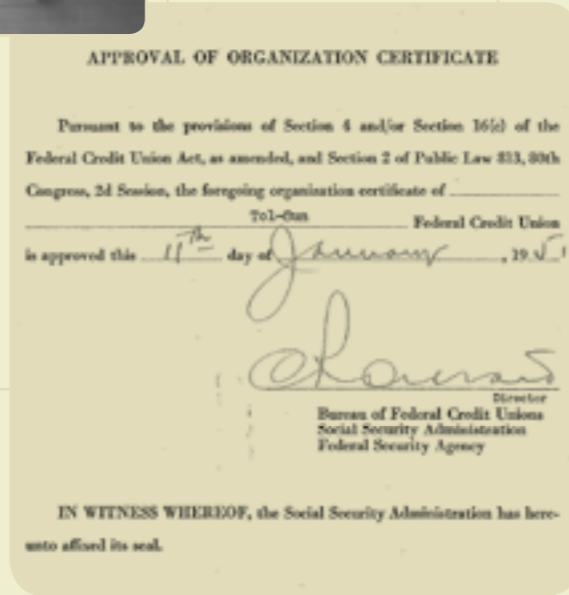 APPROVAL OF ORGANIZATION CERTIFICATE
Pursuant to the provisions of Section 4 and/or Section 16(c) of the
Federal Credit Union Act, as amended, and Section 2 of Public Law 813, 80th
Congress, 2d Session, the foregoing organization certificate of
Tol-Sun Federal Credit Union
is approved this 11th day of January, 1951
Director
Bureau of Federal Credit Unions
Social Security Administration
Federal Security Agency
IN WITNESS WHEREOF, the Social Security Administration has here-
unto affixed its seal.